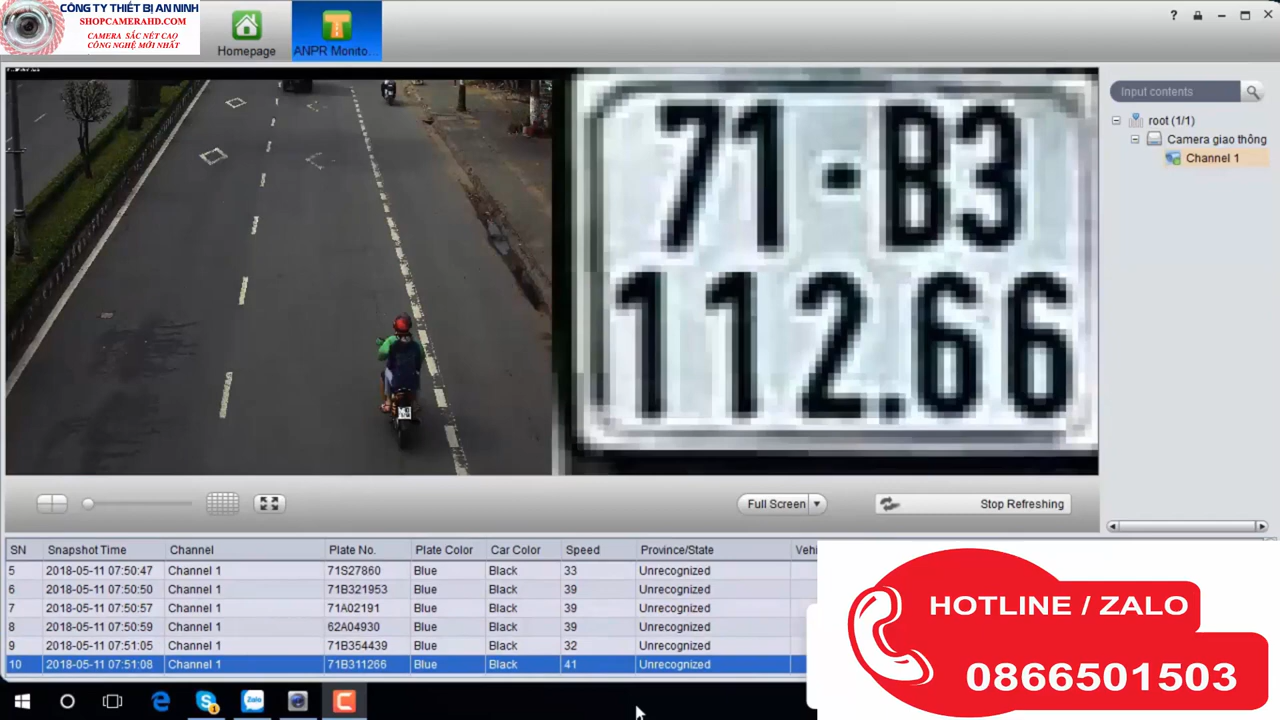 CÔNG TY THIẾT BỊ AN NINH
SHOPCAMERAHD.COM
CAMERA SẮC NÉT CAO
CÔNG NGHỆ MỚI NHẤT
Homepage
ANPR Monito...
71-B3
112.66
Input contents
root (1/1)
Camera giao thông
Channel 1
Full Screen
Stop Refreshing
SN Snapshot Time Channel Plate No. Plate Color Car Color Speed Province/State Vehi
5 2018-05-11 07:50:47 Channel 1 71S27860 Blue Black 33 Unrecognized
6 2018-05-11 07:50:50 Channel 1 71B321953 Blue Black 39 Unrecognized
7 2018-05-11 07:50:57 Channel 1 71A02191 Blue Black 39 Unrecognized
8 2018-05-11 07:50:59 Channel 1 62A04930 Blue Black 39 Unrecognized
9 2018-05-11 07:51:05 Channel 1 71B354439 Blue Black 32 Unrecognized
10 2018-05-11 07:51:08 Channel 1 71B311266 Blue Black 41 Unrecognized
HOTLINE / ZALO
0866501503
Zalo